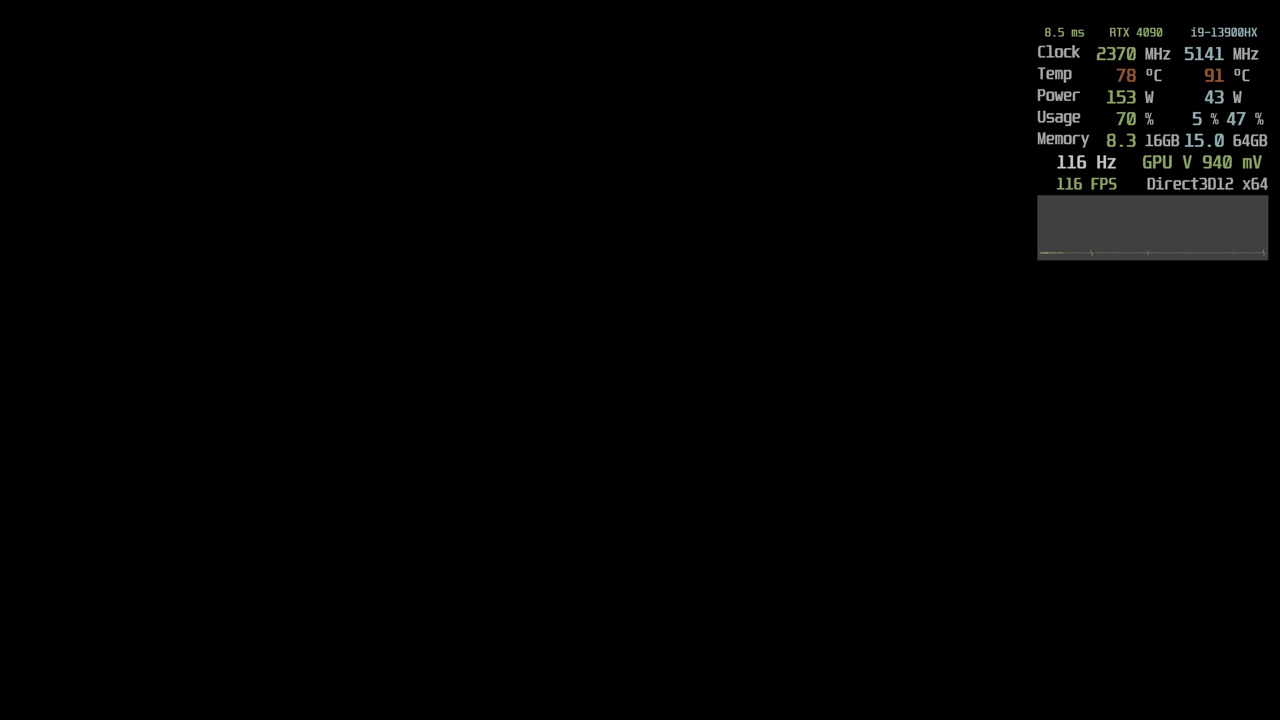 8.5 ms RTX 4090 i9-13900HX
Clock 2370 MHz 5141 MHz
Temp 78 ºC 91 ºC
Power 153 W 43 W
Usage 70 % 5 % 47 %
Memory 8.3 16GB 15.0 64GB
116 Hz GPU V 940 mV
116 FPS Direct3D12 x64